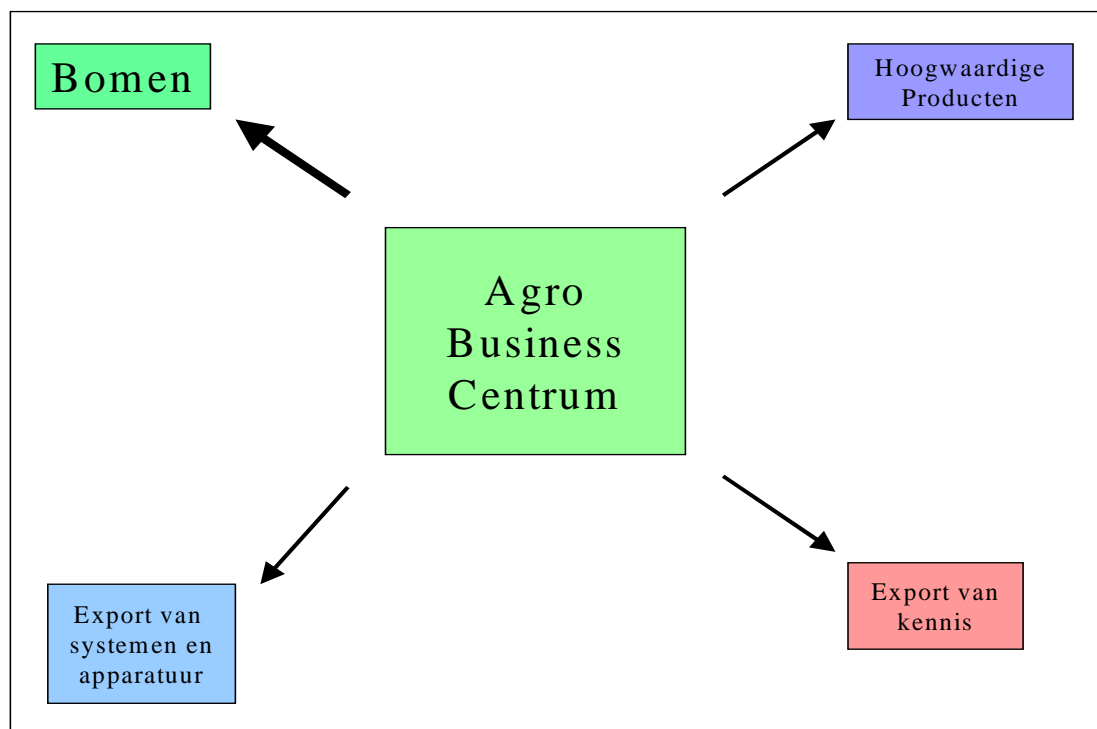 Bomen
Hoogwaardige
Producten
Agro
Business
Centrum
Export van
systemen en
apparatuur
Export van
kennis